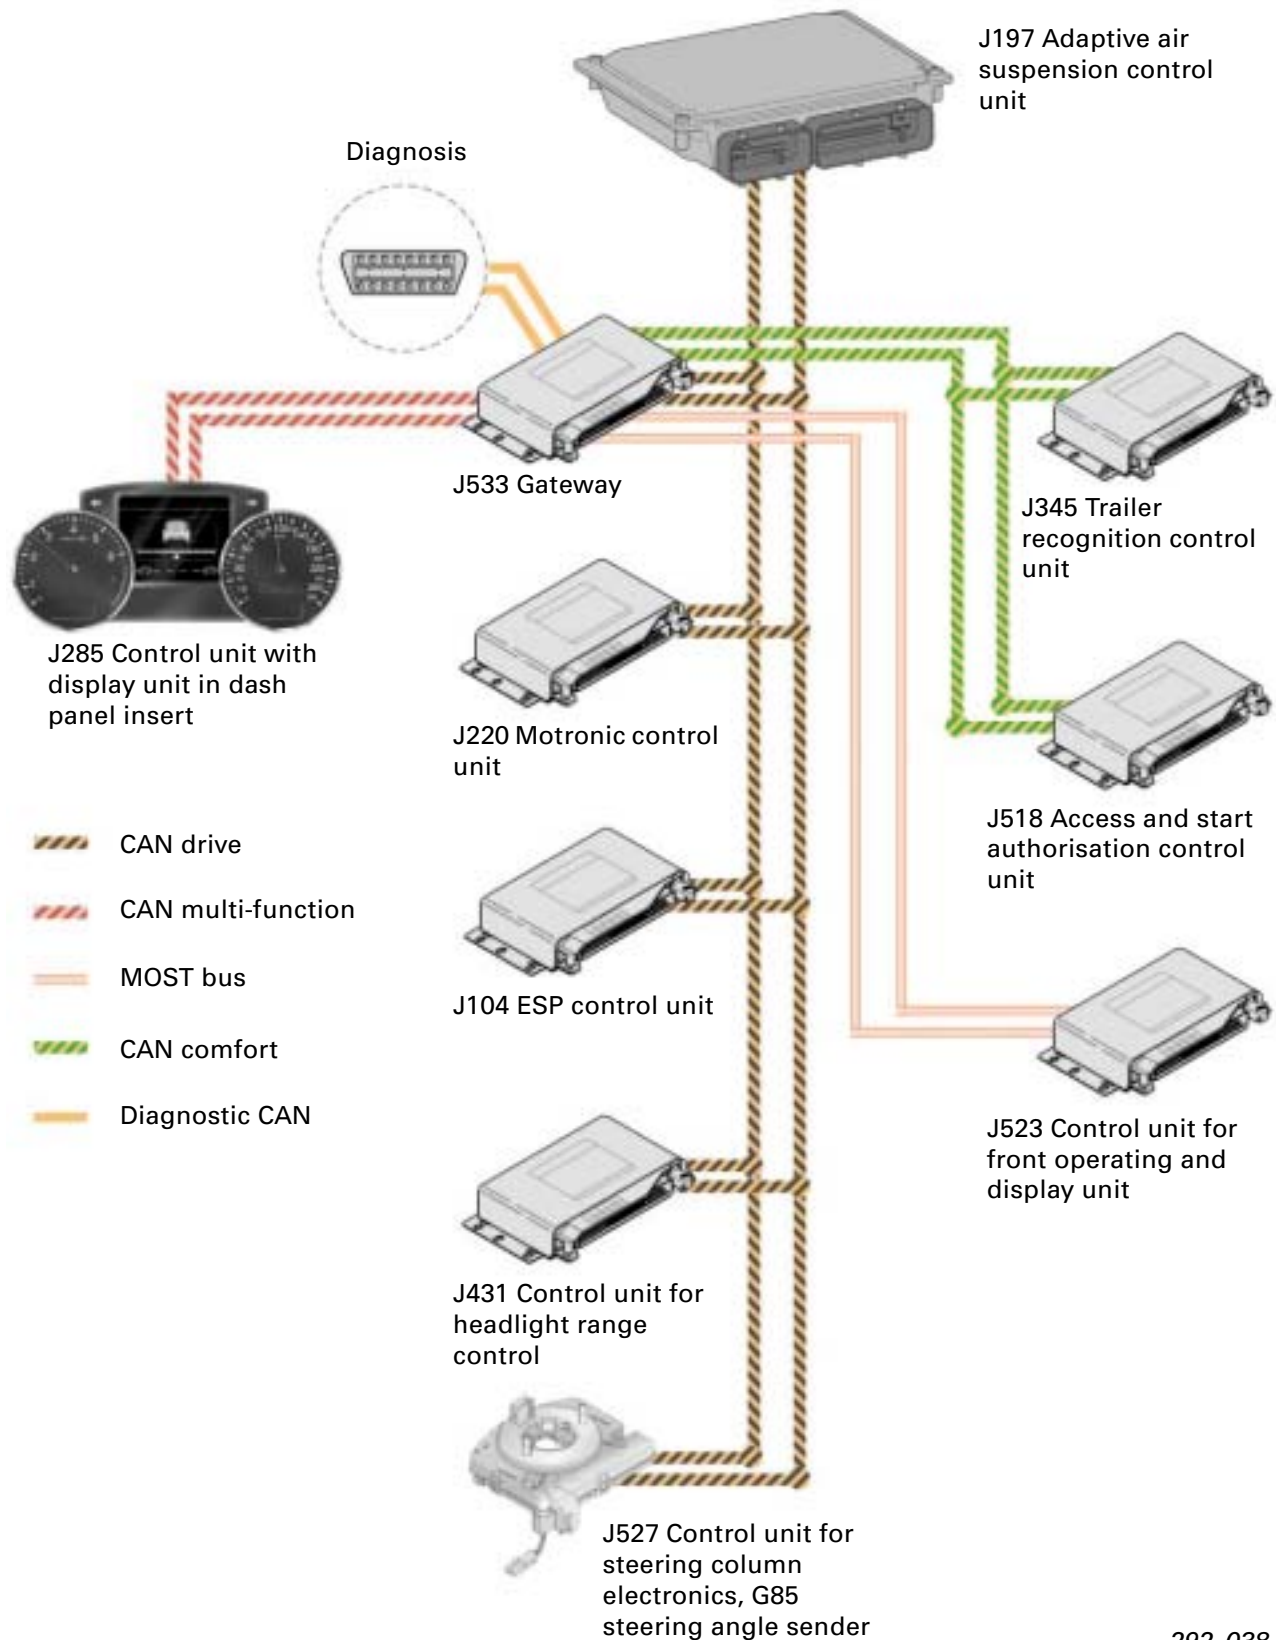 J197 Adaptive air
suspension control
unit
Diagnosis
J533 Gateway
J345 Trailer
recognition control
unit
J285 Control unit with
display unit in dash
panel insert
J220 Motronic control
unit
J518 Access and start
authorisation control
unit
CAN drive
CAN multi-function
MOST bus
CAN comfort
Diagnostic CAN
J104 ESP control unit
J523 Control unit for
front operating and
display unit
J431 Control unit for
headlight range
control
J527 Control unit for
steering column
electronics, G85
steering angle sender
292_038